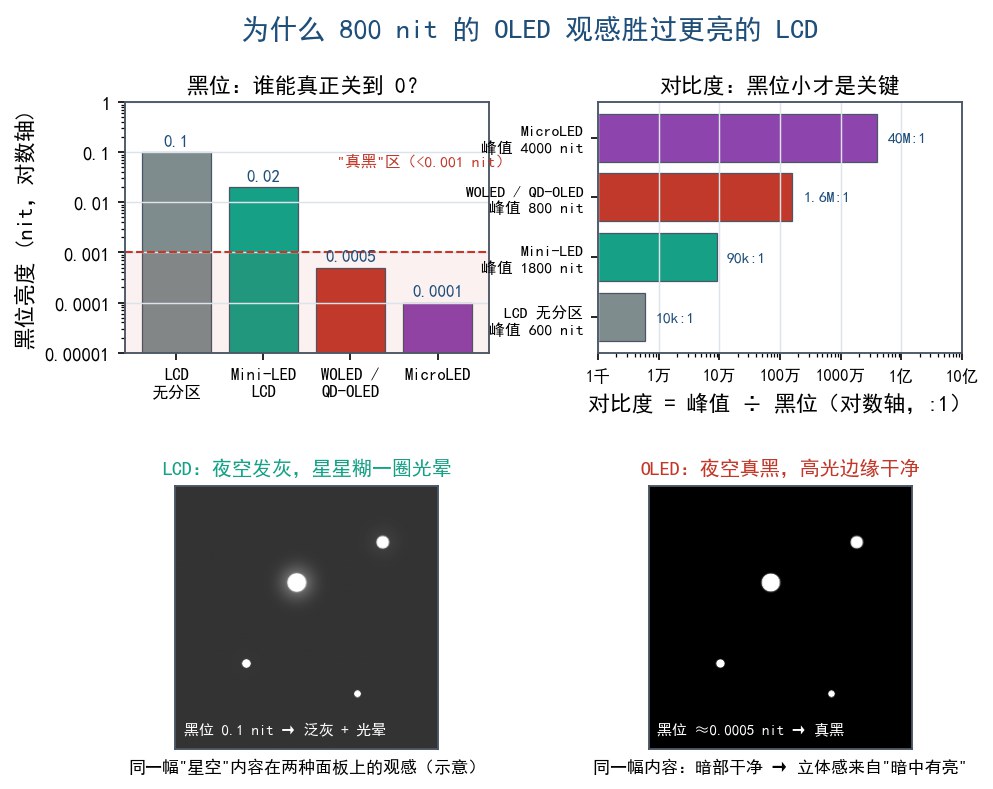 为什么 800 nit 的 OLED 观感胜过更亮的 LCD
黑位：谁能真正关到 0?
黑位亮度 (nit, 对数轴)
1
0.1
0.01
0.001
0.0001
0.00001
0.1
0.02
0.0005
0.0001
"真黑"区（<0.001 nit）
LCD
无分区
Mini-LED
LCD
WOLED /
QD-OLED
MicroLED
对比度：黑位小才是关键
MicroLED
峰值 4000 nit
WOLED / QD-OLED
峰值 800 nit
Mini-LED
峰值 1800 nit
LCD 无分区
峰值 600 nit
40M:1
1.6M:1
90k:1
10k:1
1千
1万
10万
100万
1000万
1亿
10亿
对比度 = 峰值 ÷ 黑位（对数轴, :1）
LCD：夜空发灰，星星糊一圈光晕
黑位 0.1 nit → 泛灰 + 光晕
同一幅"星空"内容在两种面板上的观感（示意）
OLED：夜空真黑，高光边缘干净
黑位 ≈0.0005 nit → 真黑
同一幅内容：暗部干净 → 立体感来自"暗中有亮"